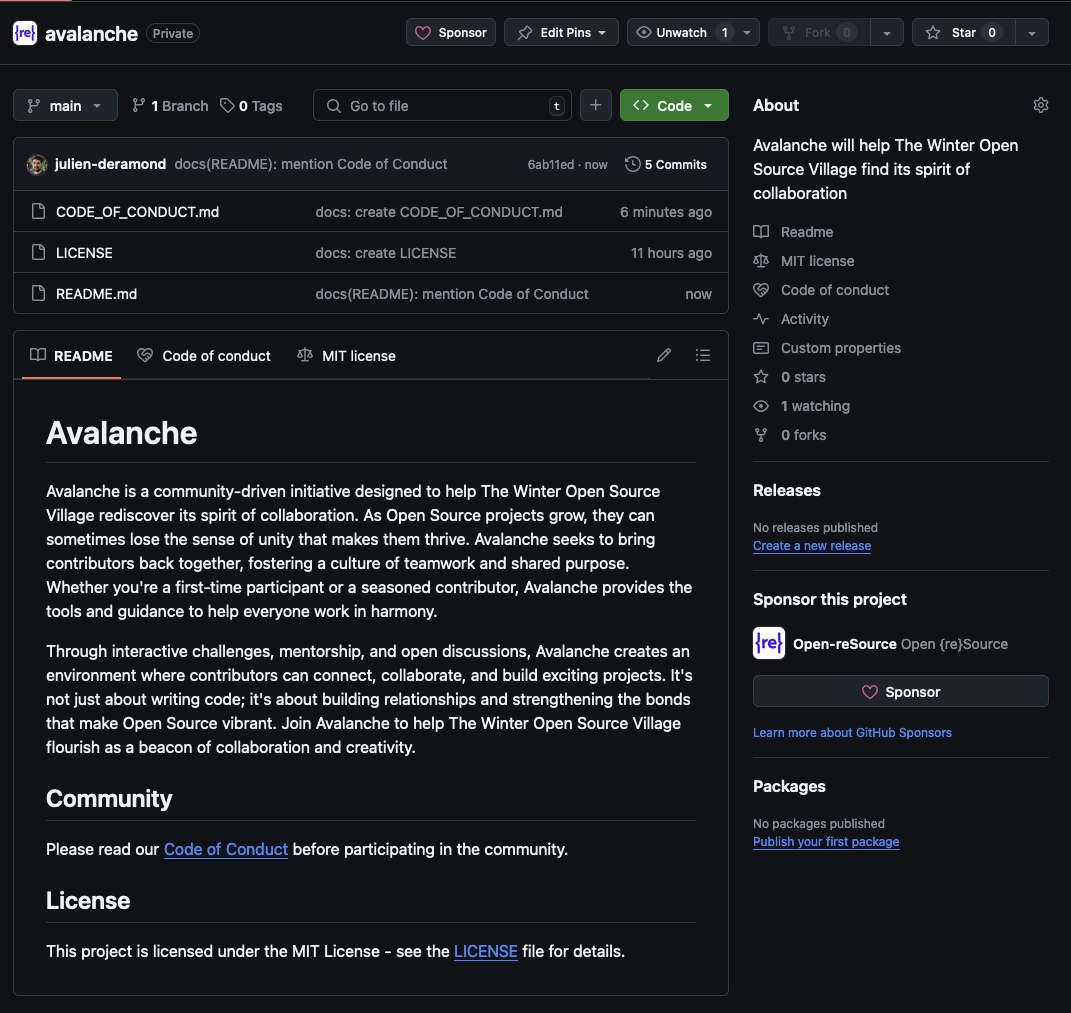 {re} avalanche Private Sponsor Edit Pins Unwatch 1 Fork 0 Star 0
main 1 Branch 0 Tags Go to file t Code
julien-deramond docs(README): mention Code of Conduct 6ab11ed · now 5 Commits
CODE_OF_CONDUCT.md docs: create CODE_OF_CONDUCT.md 6 minutes ago
LICENSE docs: create LICENSE 11 hours ago
README.md docs(README): mention Code of Conduct now
README Code of conduct MIT license
Avalanche
Avalanche is a community-driven initiative designed to help The Winter Open Source
Village rediscover its spirit of collaboration. As Open Source projects grow, they can
sometimes lose the sense of unity that makes them thrive. Avalanche seeks to bring
contributors back together, fostering a culture of teamwork and shared purpose.
Whether you're a first-time participant or a seasoned contributor, Avalanche provides the
tools and guidance to help everyone work in harmony.
Through interactive challenges, mentorship, and open discussions, Avalanche creates an
environment where contributors can connect, collaborate, and build exciting projects. It's
not just about writing code; it's about building relationships and strengthening the bonds
that make Open Source vibrant. Join Avalanche to help The Winter Open Source Village
flourish as a beacon of collaboration and creativity.
Community
Please read our Code of Conduct before participating in the community.
License
This project is licensed under the MIT License - see the LICENSE file for details.
About
Avalanche will help The Winter Open
Source Village find its spirit of
collaboration
Readme
MIT license
Code of conduct
Activity
Custom properties
0 stars
1 watching
0 forks
Releases
No releases published
Create a new release
Sponsor this project
{re} Open-reSource Open {re}Source
Sponsor
Learn more about GitHub Sponsors
Packages
No packages published
Publish your first package